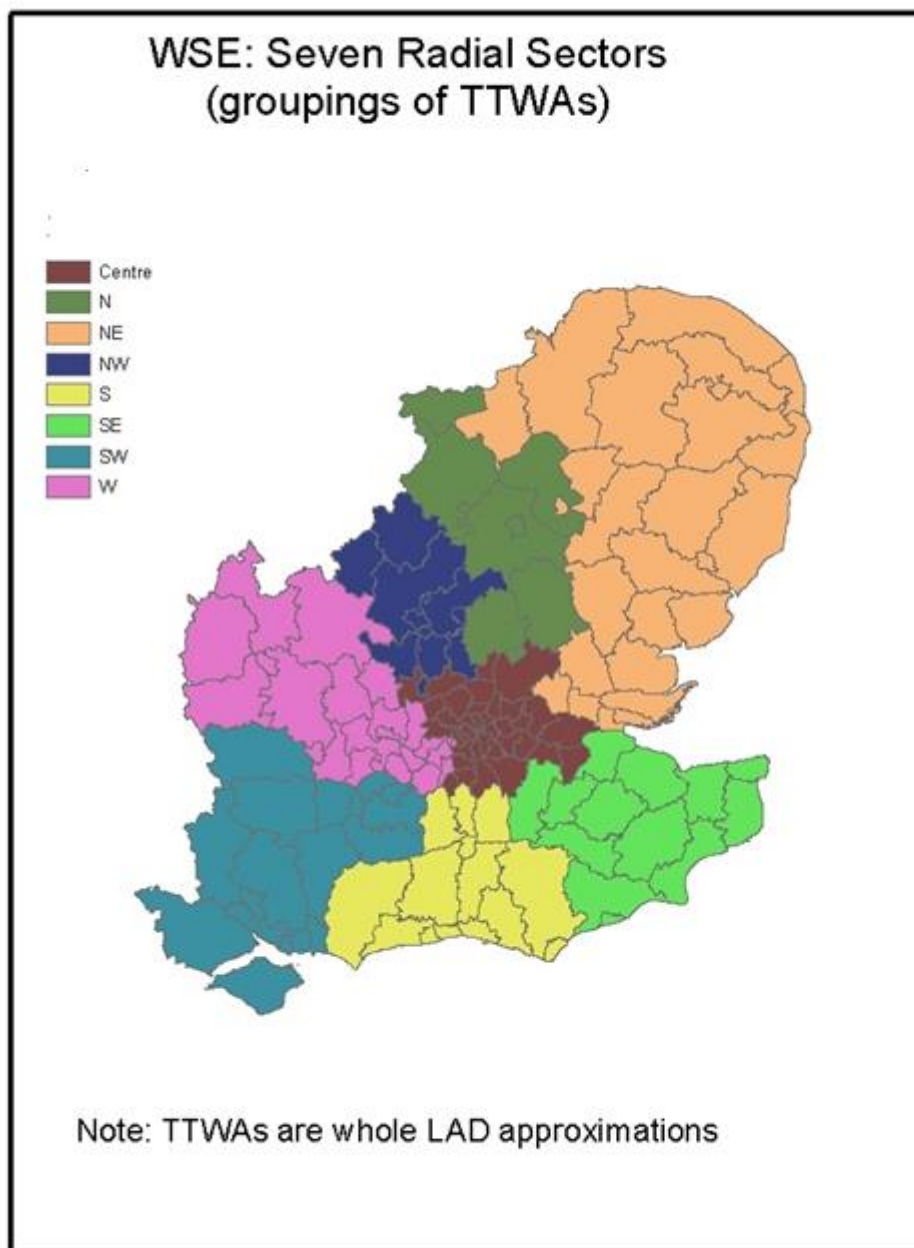 WSE: Seven Radial Sectors
(groupings of TTWAs)
Centre
N
NE
NW
S
SE
SW
W
Note: TTWAs are whole LAD approximations